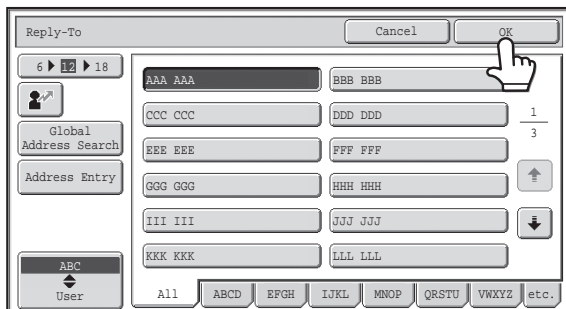 Reply-To
Cancel
OK
6 ▶ 12 ▶ 18
Global
Address Search
Address Entry
ABC
User
AAA AAA
BBB BBB
CCC CCC
DDD DDD
EEE EEE
FFF FFF
GGG GGG
HHH HHH
III III
JJJ JJJ
KKK KKK
LLL LLL
1
3
All
ABCD
EFGH
IJKL
MNOP
QRSTU
VWXYZ
etc.